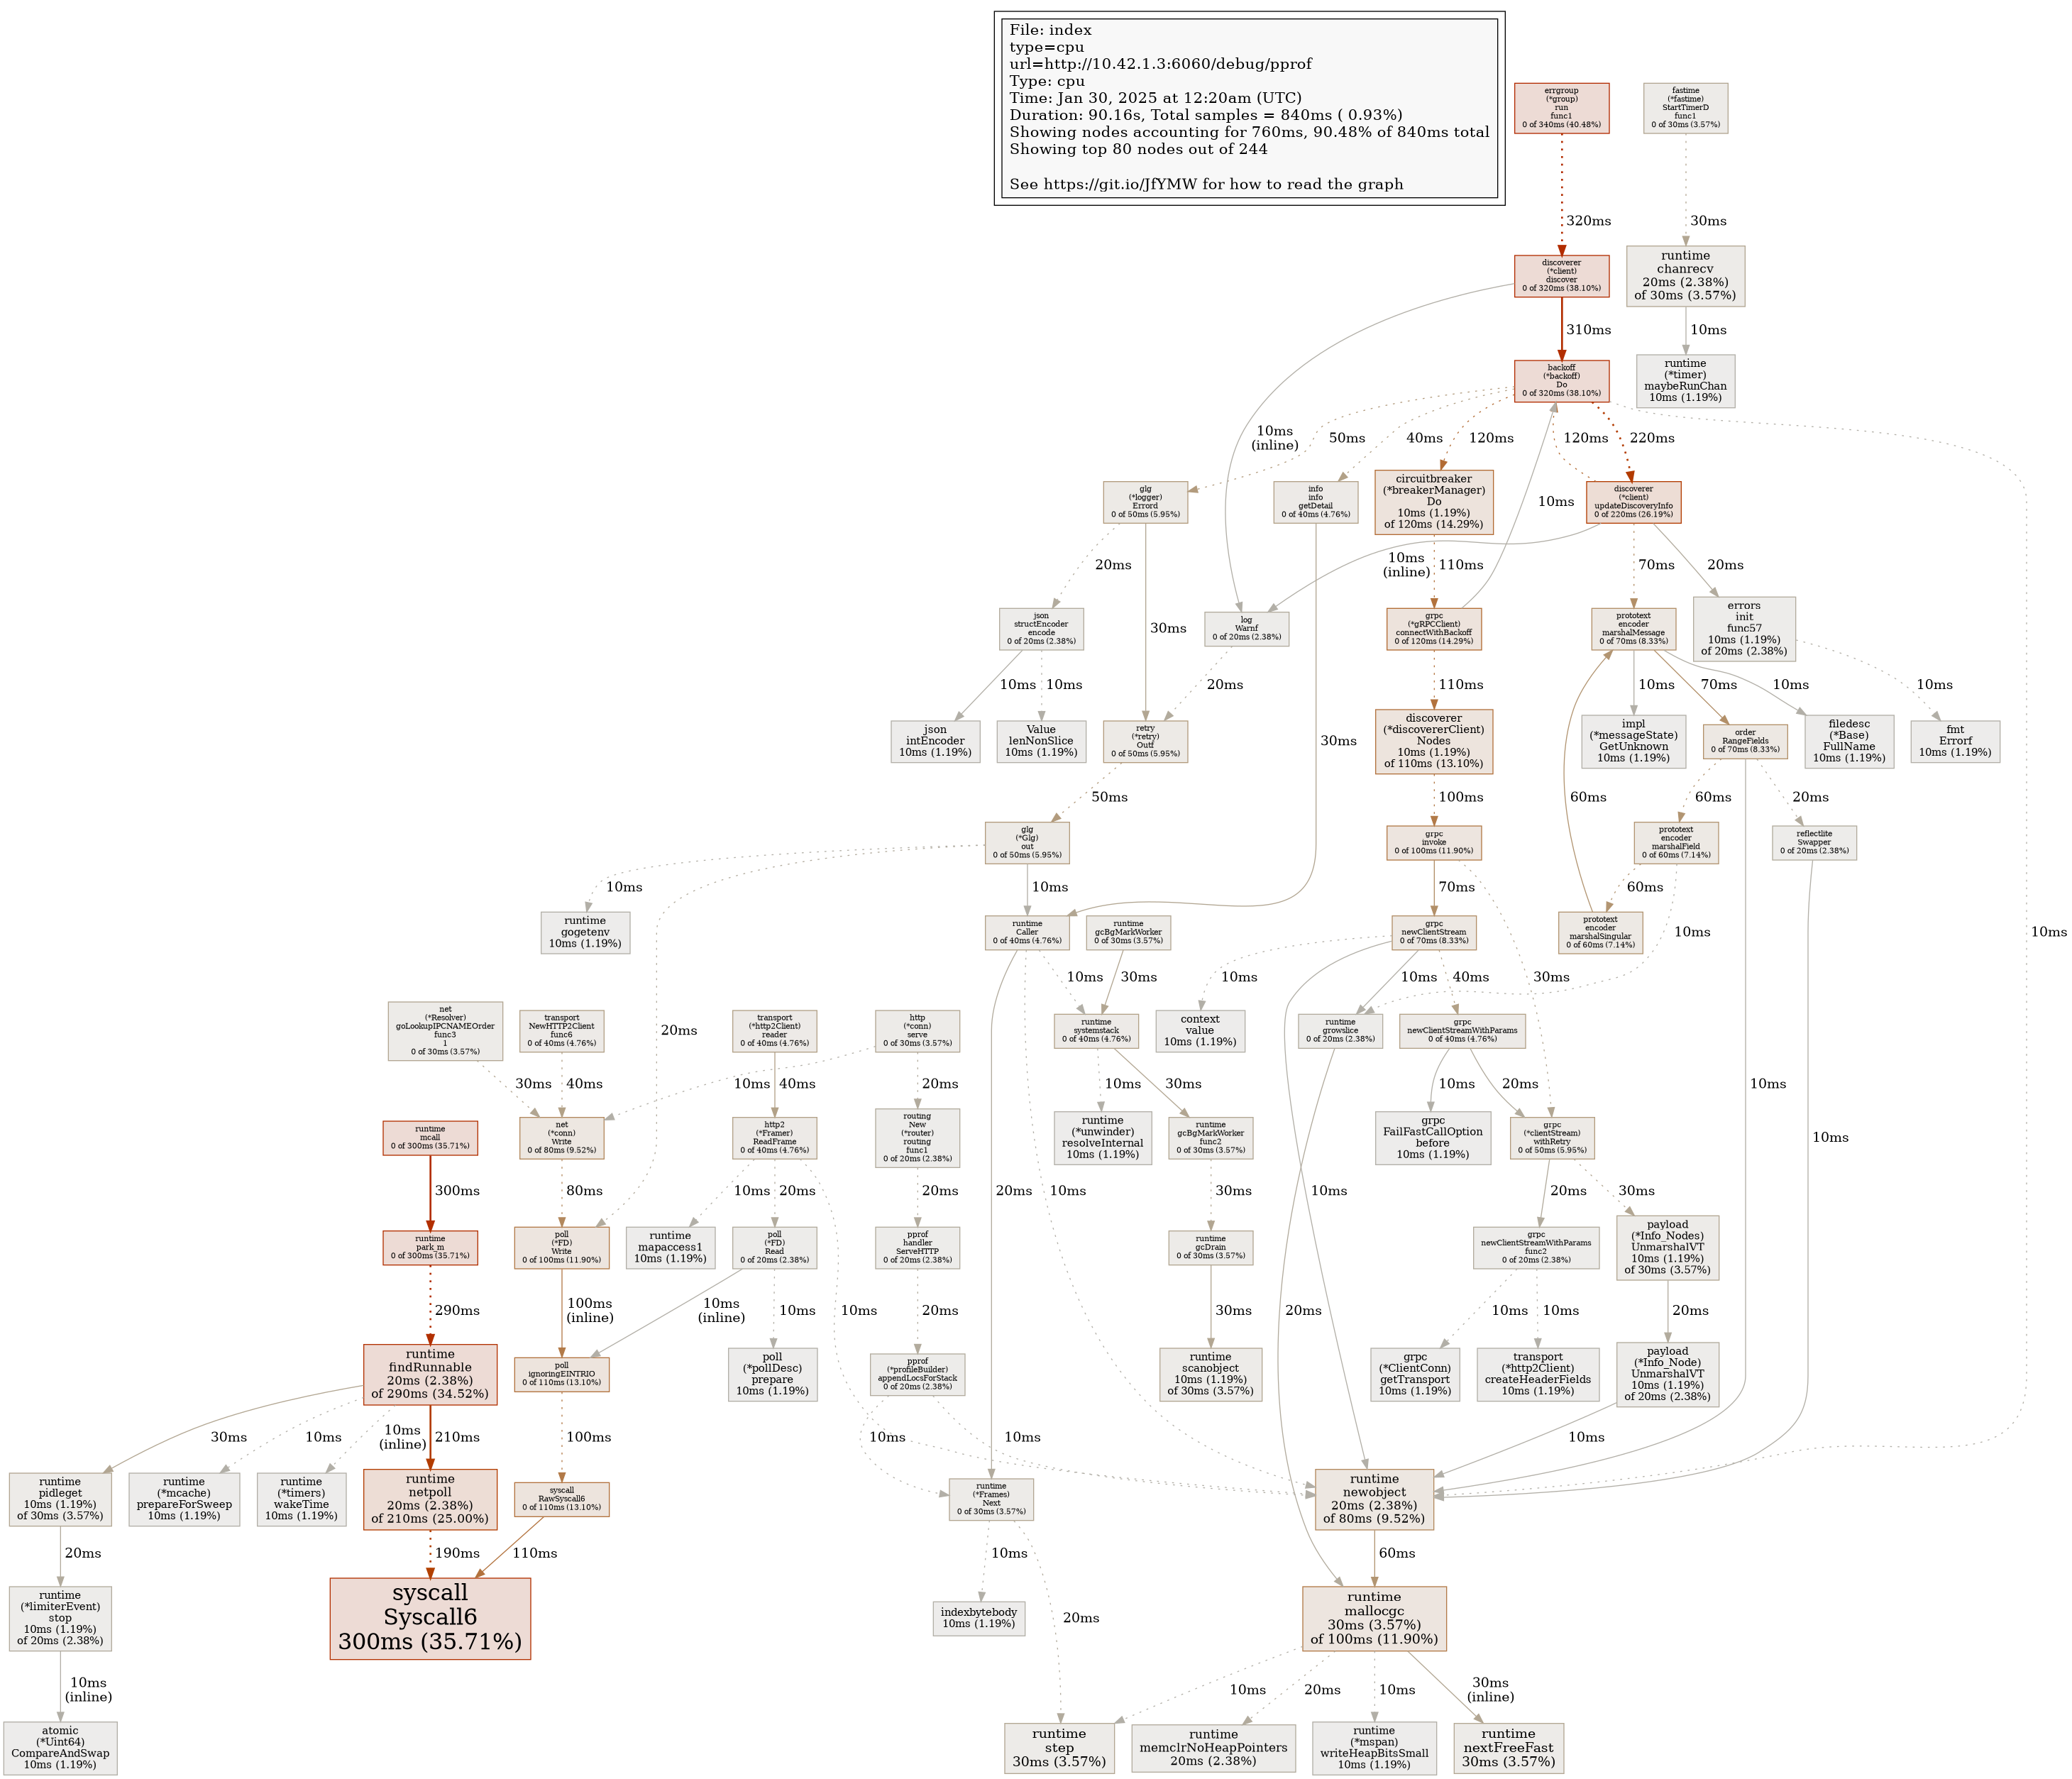 File: index
type=cpu
url=http://10.42.1.3:6060/debug/pprof
Type: cpu
Time: Jan 30, 2025 at 12:20am (UTC)
Duration: 90.16s, Total samples = 840ms ( 0.93%)
Showing nodes accounting for 760ms, 90.48% of 840ms total
Showing top 80 nodes out of 244
See https://git.io/JfYMW for how to read the graph
errgroup
(*group)
run
func1
0 of 340ms (40.48%)
fastime
(*fastime)
StartTimerD
func1
0 of 30ms (3.57%)
320ms
30ms
discoverer
(*client)
discover
0 of 320ms (38.10%)
runtime
chanrecv
20ms (2.38%)
of 30ms (3.57%)
310ms
10ms
backoff
(*backoff)
Do
0 of 320ms (38.10%)
runtime
(*timer)
maybeRunChan
10ms (1.19%)
10ms
(inline)
50ms
40ms
120ms
120ms
220ms
glg
(*logger)
Errord
0 of 50ms (5.95%)
info
info
getDetail
0 of 40ms (4.76%)
circuitbreaker
(*breakerManager)
Do
10ms (1.19%)
of 120ms (14.29%)
10ms
discoverer
(*client)
updateDiscoveryInfo
0 of 220ms (26.19%)
20ms
30ms
10ms
(inline)
110ms
70ms
20ms
json
structEncoder
encode
0 of 20ms (2.38%)
log
Warnf
0 of 20ms (2.38%)
grpc
(*gRPCClient)
connectWithBackoff
0 of 120ms (14.29%)
prototext
encoder
marshalMessage
0 of 70ms (8.33%)
errors
init
func57
10ms (1.19%)
of 20ms (2.38%)
10ms
10ms
20ms
110ms
10ms
70ms
10ms
10ms
json
intEncoder
10ms (1.19%)
Value
lenNonSlice
10ms (1.19%)
retry
(*retry)
Outf
0 of 50ms (5.95%)
30ms
discoverer
(*discovererClient)
Nodes
10ms (1.19%)
of 110ms (13.10%)
impl
(*messageState)
GetUnknown
10ms (1.19%)
order
RangeFields
0 of 70ms (8.33%)
filedesc
(*Base)
FullName
10ms (1.19%)
fmt
Errorf
10ms (1.19%)
50ms
100ms
60ms
60ms
20ms
glg
(*Glg)
out
0 of 50ms (5.95%)
grpc
invoke
0 of 100ms (11.90%)
prototext
encoder
marshalField
0 of 60ms (7.14%)
reflectlite
Swapper
0 of 20ms (2.38%)
10ms
10ms
70ms
60ms
runtime
gogetenv
10ms (1.19%)
runtime
Caller
0 of 40ms (4.76%)
runtime
gcBgMarkWorker
0 of 30ms (3.57%)
grpc
newClientStream
0 of 70ms (8.33%)
prototext
encoder
marshalSingular
0 of 60ms (7.14%)
10ms
10ms
20ms
10ms
30ms
10ms
10ms
40ms
30ms
net
(*Resolver)
goLookupIPCNAMEOrder
func3
1
0 of 30ms (3.57%)
transport
NewHTTP2Client
func6
0 of 40ms (4.76%)
transport
(*http2Client)
reader
0 of 40ms (4.76%)
http
(*conn)
serve
0 of 30ms (3.57%)
runtime
systemstack
0 of 40ms (4.76%)
context
value
10ms (1.19%)
runtime
growslice
0 of 20ms (2.38%)
grpc
newClientStreamWithParams
0 of 40ms (4.76%)
30ms
40ms
40ms
10ms
20ms
10ms
30ms
10ms
20ms
10ms
runtime
mcall
0 of 300ms (35.71%)
net
(*conn)
Write
0 of 80ms (9.52%)
http2
(*Framer)
ReadFrame
0 of 40ms (4.76%)
routing
New
(*router)
routing
func1
0 of 20ms (2.38%)
runtime
(*unwinder)
resolveInternal
10ms (1.19%)
runtime
gcBgMarkWorker
func2
0 of 30ms (3.57%)
grpc
FailFastCallOption
before
10ms (1.19%)
grpc
(*clientStream)
withRetry
0 of 50ms (5.95%)
10ms
300ms
80ms
10ms
20ms
20ms
20ms
10ms
30ms
10ms
20ms
30ms
runtime
park_m
0 of 300ms (35.71%)
poll
(*FD)
Write
0 of 100ms (11.90%)
runtime
mapaccess1
10ms (1.19%)
poll
(*FD)
Read
0 of 20ms (2.38%)
pprof
handler
ServeHTTP
0 of 20ms (2.38%)
runtime
gcDrain
0 of 30ms (3.57%)
grpc
newClientStreamWithParams
func2
0 of 20ms (2.38%)
payload
(*Info_Nodes)
UnmarshalVT
10ms (1.19%)
of 30ms (3.57%)
290ms
100ms
(inline)
10ms
(inline)
10ms
10ms
20ms
30ms
20ms
10ms
10ms
20ms
runtime
findRunnable
20ms (2.38%)
of 290ms (34.52%)
poll
ignoringEINTRIO
0 of 110ms (13.10%)
poll
(*pollDesc)
prepare
10ms (1.19%)
pprof
(*profileBuilder)
appendLocsForStack
0 of 20ms (2.38%)
runtime
scanobject
10ms (1.19%)
of 30ms (3.57%)
grpc
(*ClientConn)
getTransport
10ms (1.19%)
transport
(*http2Client)
createHeaderFields
10ms (1.19%)
payload
(*Info_Node)
UnmarshalVT
10ms (1.19%)
of 20ms (2.38%)
30ms
10ms
10ms
(inline)
210ms
100ms
10ms
10ms
10ms
runtime
pidleget
10ms (1.19%)
of 30ms (3.57%)
runtime
(*mcache)
prepareForSweep
10ms (1.19%)
runtime
(*timers)
wakeTime
10ms (1.19%)
runtime
netpoll
20ms (2.38%)
of 210ms (25.00%)
syscall
RawSyscall6
0 of 110ms (13.10%)
runtime
(*Frames)
Next
0 of 30ms (3.57%)
runtime
newobject
20ms (2.38%)
of 80ms (9.52%)
20ms
190ms
110ms
10ms
20ms
60ms
runtime
(*limiterEvent)
stop
10ms (1.19%)
of 20ms (2.38%)
syscall
Syscall6
300ms (35.71%)
indexbytebody
10ms (1.19%)
runtime
mallocgc
30ms (3.57%)
of 100ms (11.90%)
10ms
(inline)
10ms
20ms
10ms
30ms
(inline)
atomic
(*Uint64)
CompareAndSwap
10ms (1.19%)
runtime
step
30ms (3.57%)
runtime
memclrNoHeapPointers
20ms (2.38%)
runtime
(*mspan)
writeHeapBitsSmall
10ms (1.19%)
runtime
nextFreeFast
30ms (3.57%)